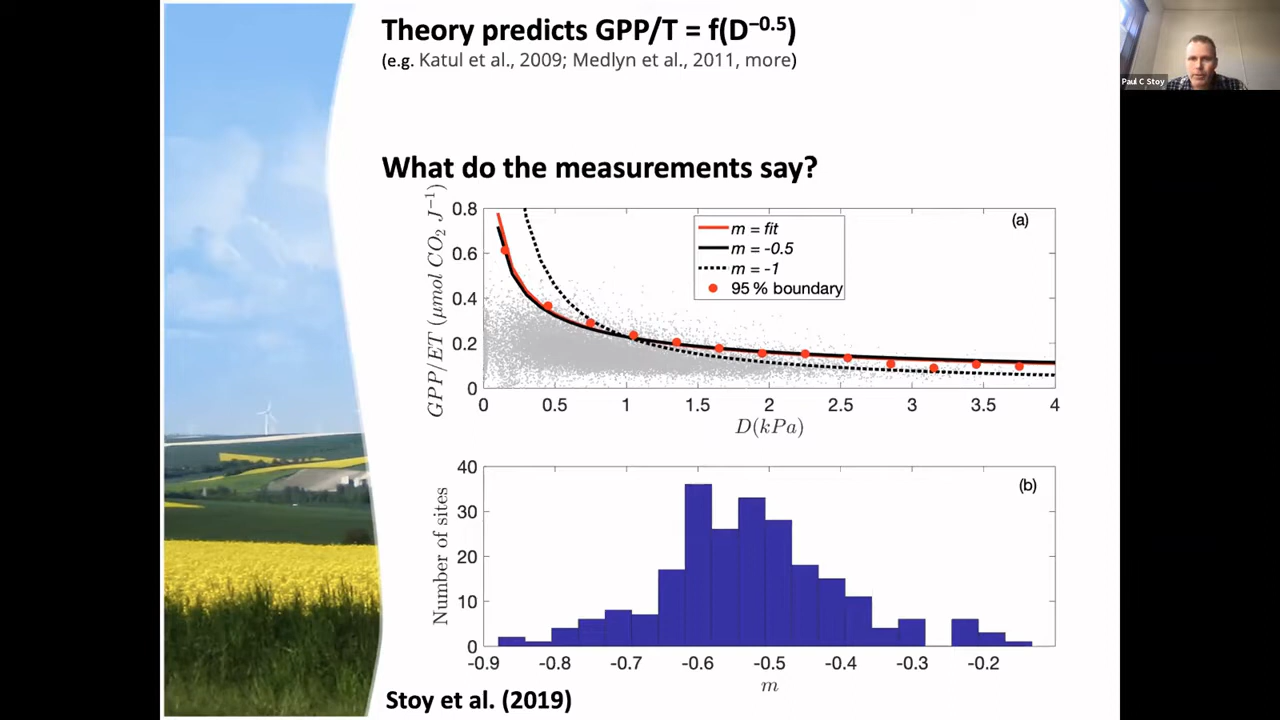 Theory predicts GPP/T = f(D⁻⁰·⁵)
(e.g. Katul et al., 2009; Medlyn et al., 2011, more)
Paul C Stoy
What do the measurements say?
GPP/ET (μmol CO₂ J⁻¹)
0.8
0.6
0.4
0.2
0
(a)
m = fit
m = -0.5
m = -1
95 % boundary
0 0.5 1 1.5 2 2.5 3 3.5 4
D(kPa)
Number of sites
40
30
20
10
0
(b)
-0.9 -0.8 -0.7 -0.6 -0.5 -0.4 -0.3 -0.2
m
Stoy et al. (2019)